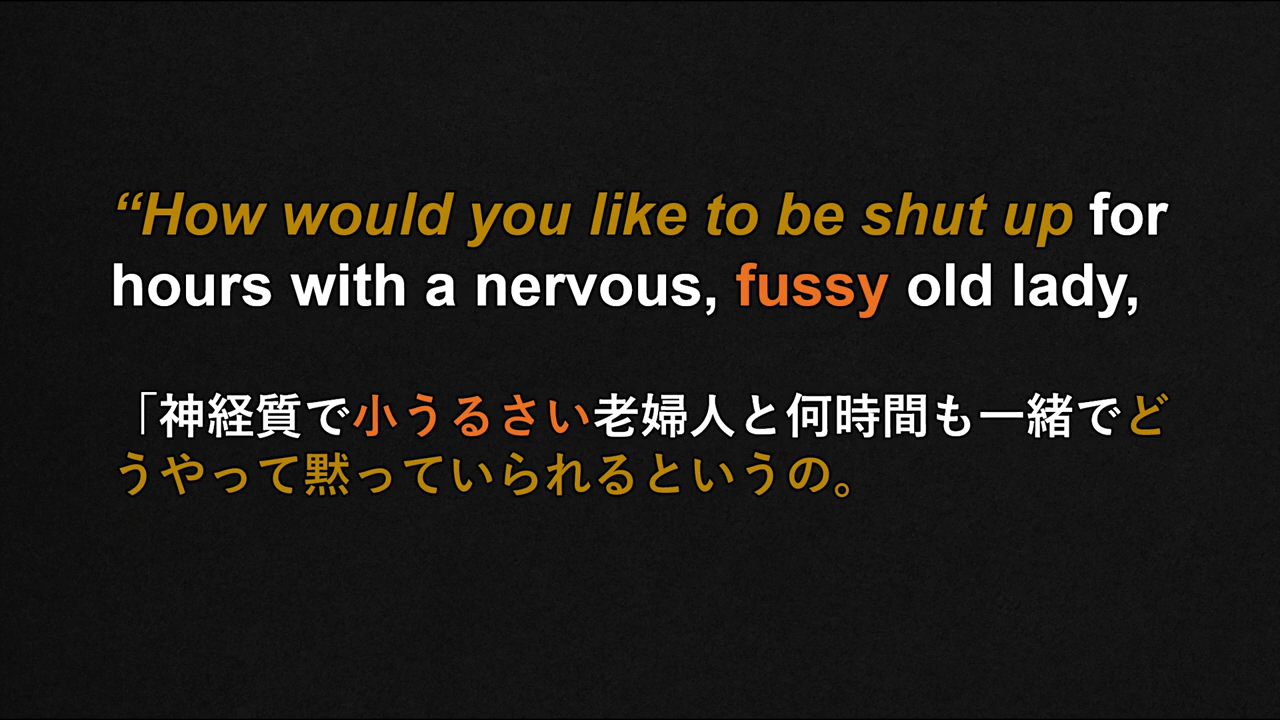 “How would you like to be shut up for
hours with a nervous, fussy old lady,
「神経質で小うるさい老婦人と何時間も一緒でど
うやって黙っていられるというの。